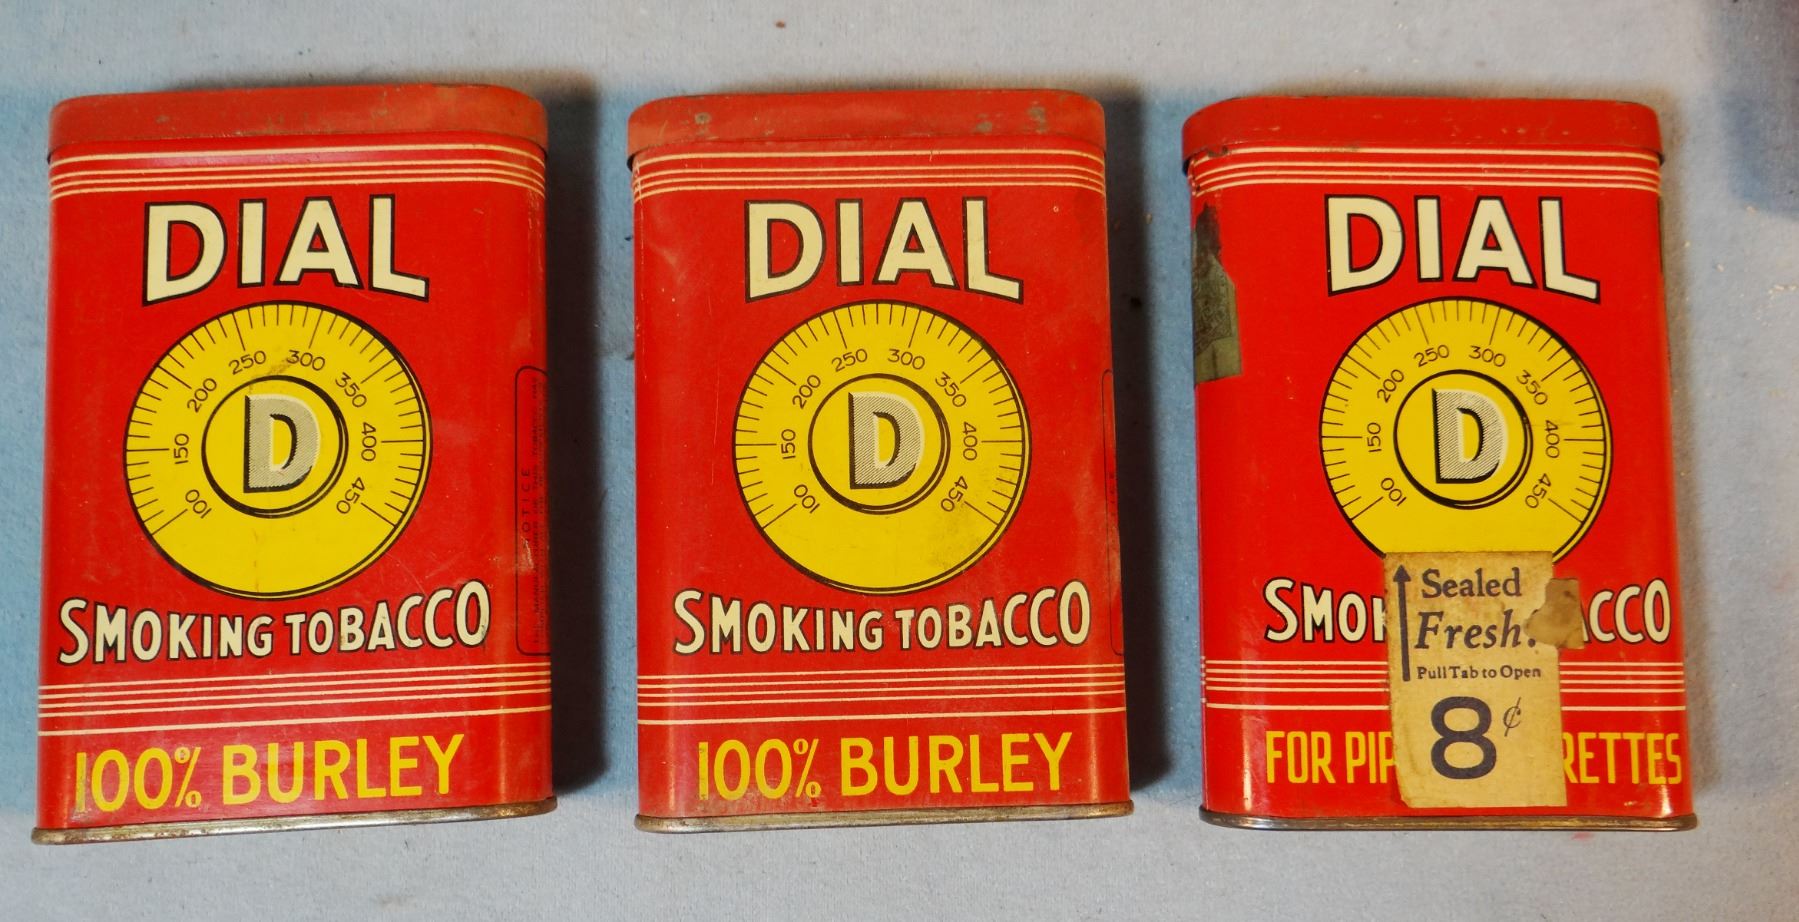 DIAL
100 150 200 250 300 350 400 450
D
SMOKING TOBACCO
100% BURLEY
NOTICE
DIAL
100 150 200 250 300 350 400 450
D
SMOKING TOBACCO
100% BURLEY
DIAL
100 150 200 250 300 350 400 450
D
SMOK ACCO
FOR PIP RETTES
Sealed
Fresh.
Pull Tab to Open
8¢